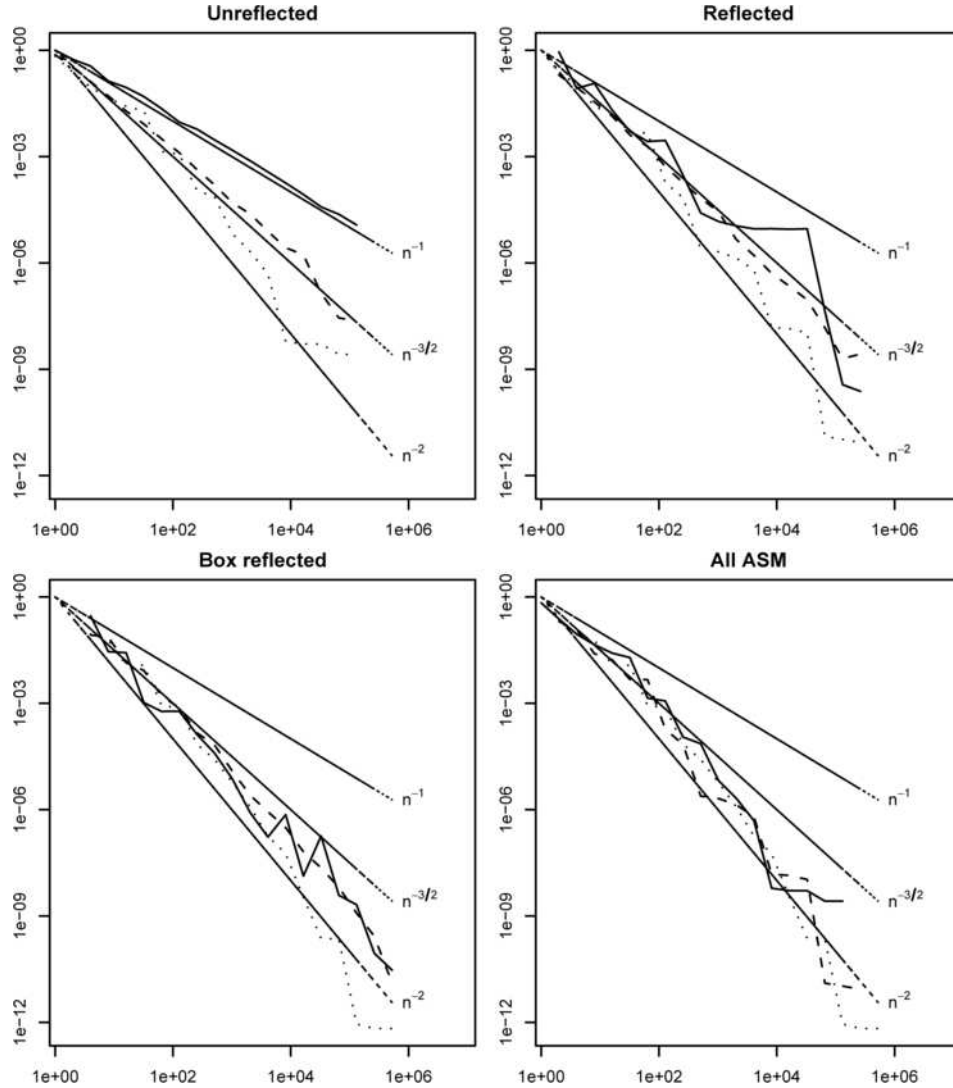 Unreflected
1e+00
1e−03
1e−06
1e−09
1e−12
n⁻¹
n⁻³/²
n⁻²
1e+00 1e+02 1e+04 1e+06
Reflected
1e+00
1e−03
1e−06
1e−09
1e−12
n⁻¹
n⁻³/²
n⁻²
1e+00 1e+02 1e+04 1e+06
Box reflected
1e+00
1e−03
1e−06
1e−09
1e−12
n⁻¹
n⁻³/²
n⁻²
1e+00 1e+02 1e+04 1e+06
All ASM
1e+00
1e−03
1e−06
1e−09
1e−12
n⁻¹
n⁻³/²
n⁻²
1e+00 1e+02 1e+04 1e+06